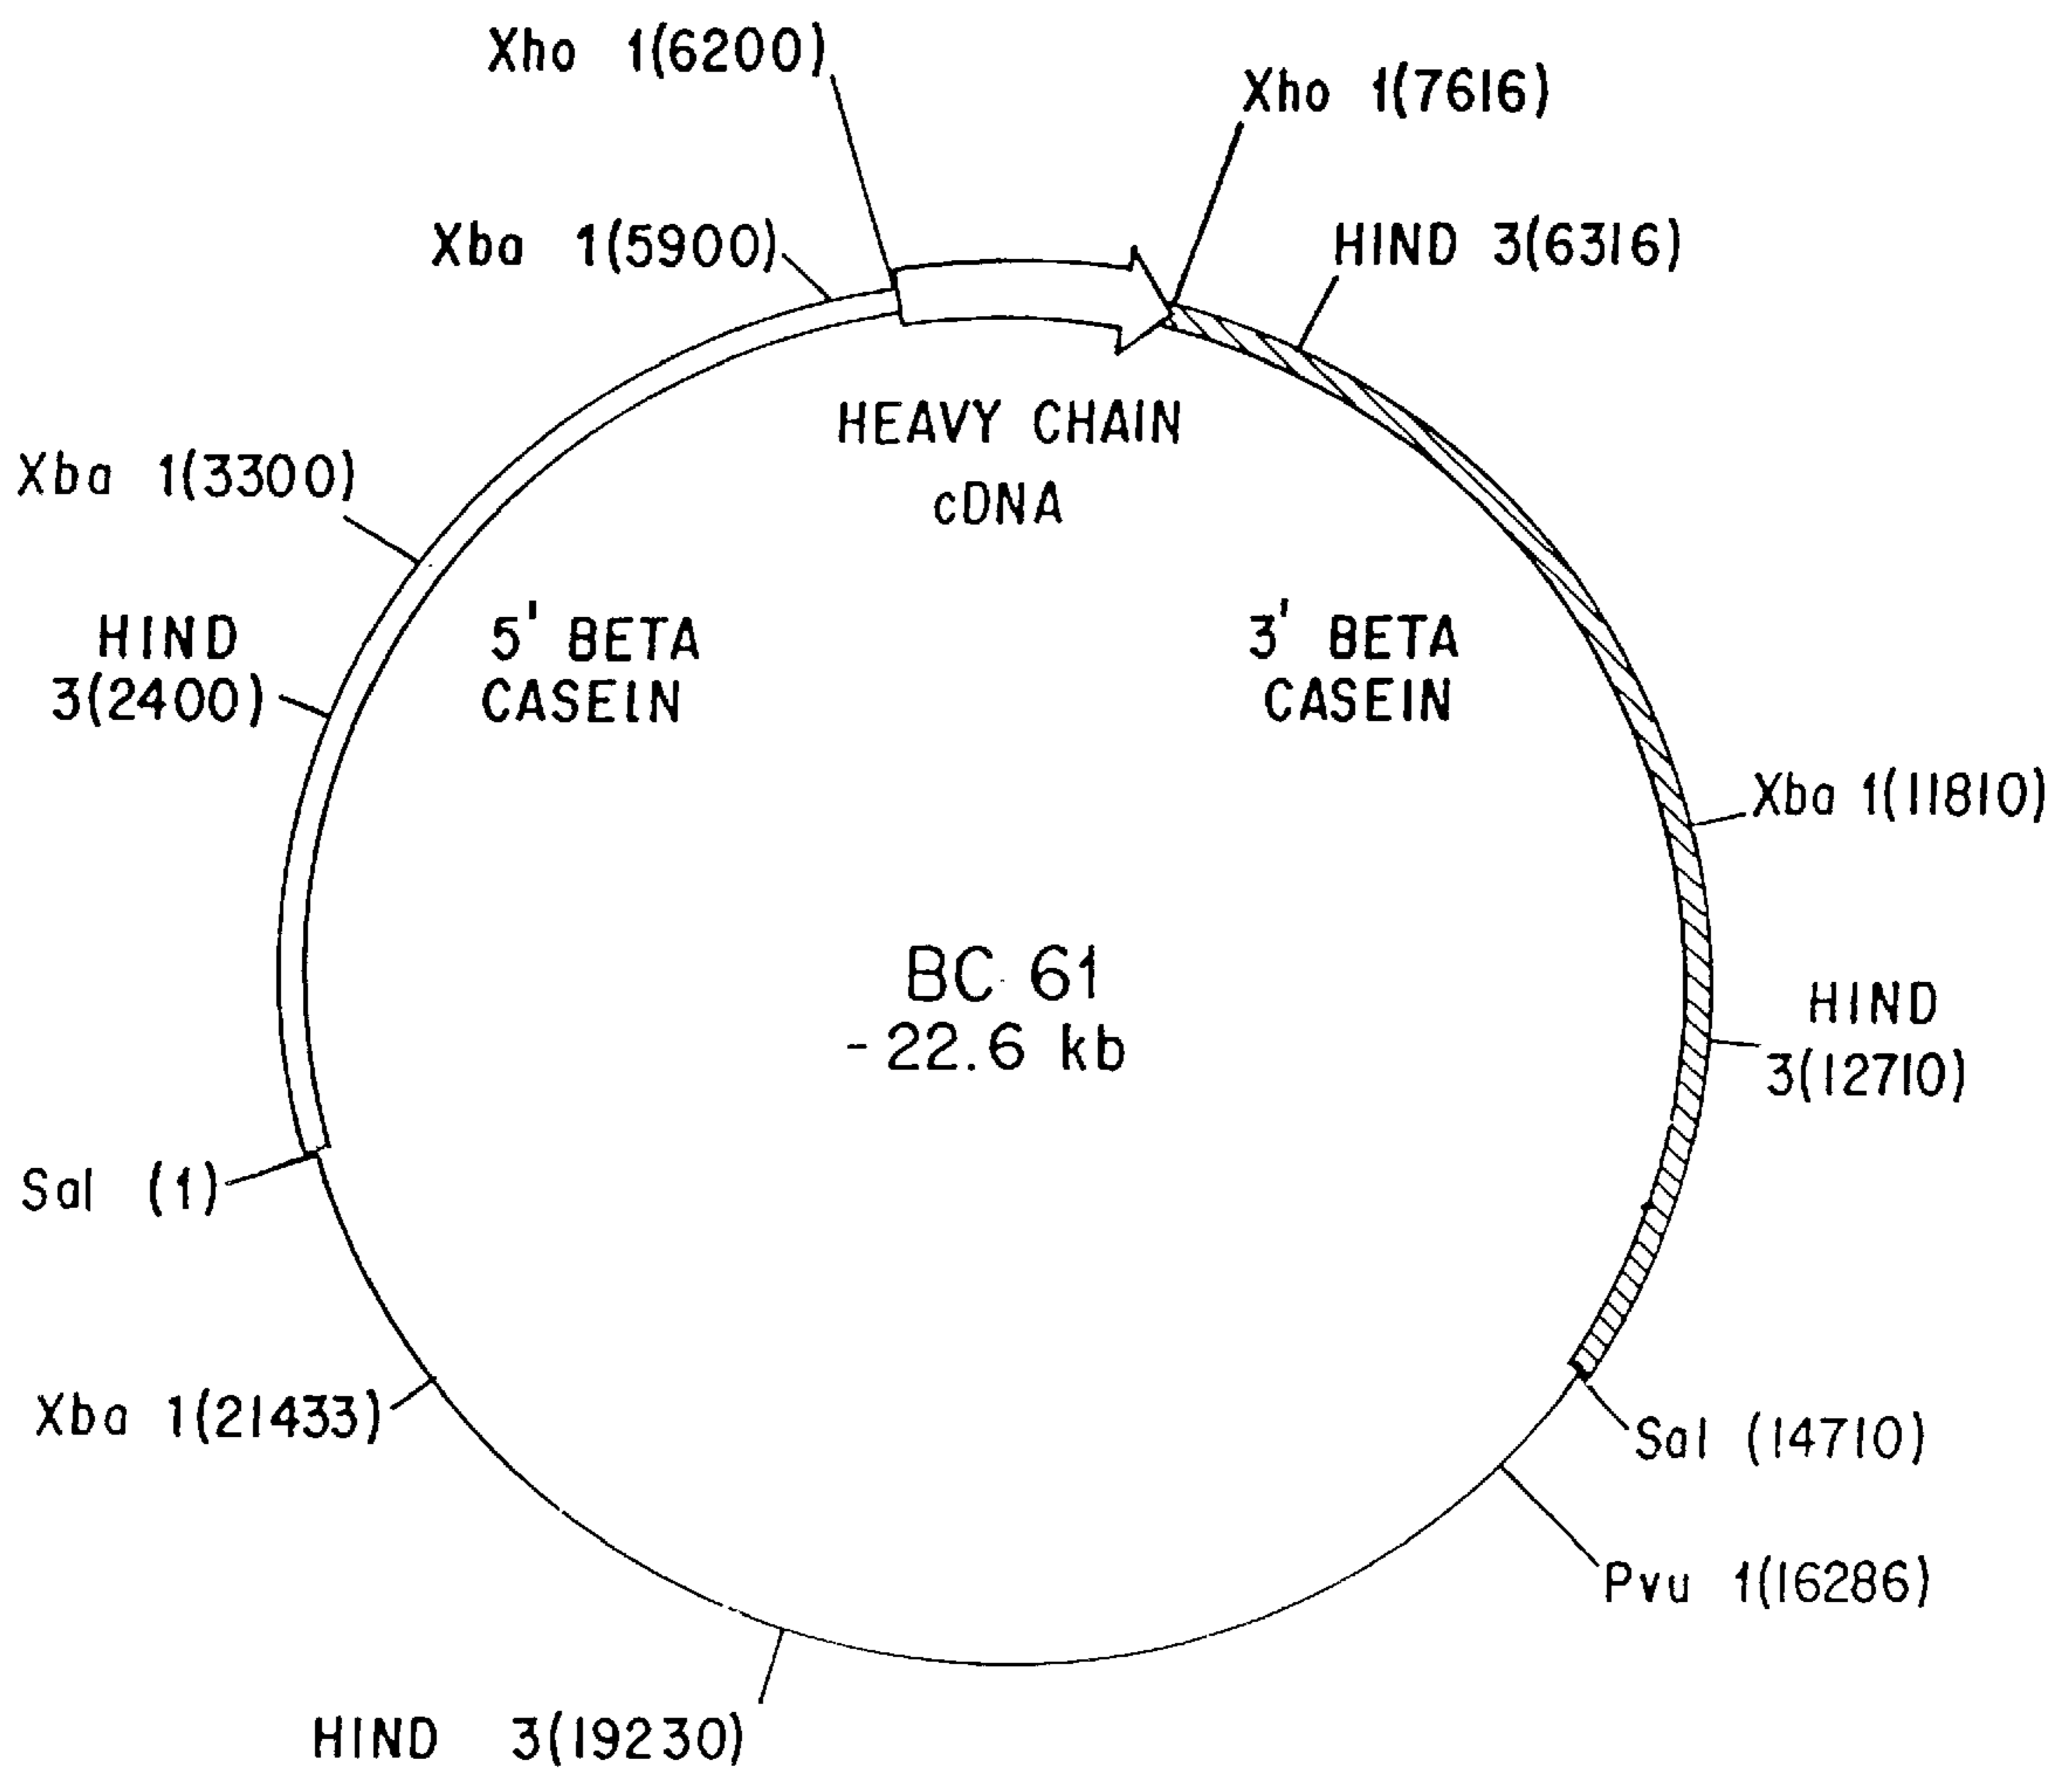 Xho 1(6200)
Xho 1(7616)
Xba 1(5900)
HIND 3(6316)
HEAVY CHAIN
cDNA
Xba 1(3300)
HIND
3(2400)
5' BETA
CASEIN
3' BETA
CASEIN
Xba 1(11810)
BC 61
-22.6 kb
HIND
3(12710)
Sal (1)
Xba 1(21433)
Sal (14710)
Pvu 1(16286)
HIND 3(19230)